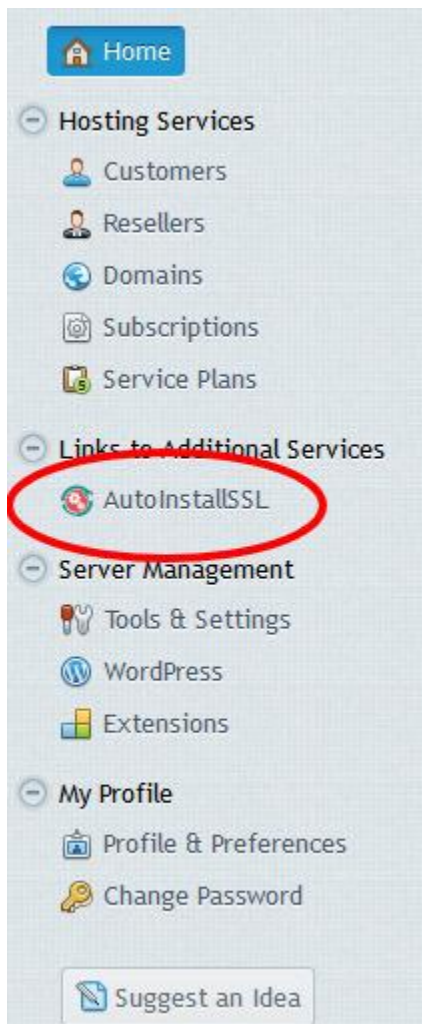 Home
Hosting Services
Customers
Resellers
Domains
Subscriptions
Service Plans
Links to Additional Services
AutoInstallSSL
Server Management
Tools & Settings
WordPress
Extensions
My Profile
Profile & Preferences
Change Password
Suggest an Idea